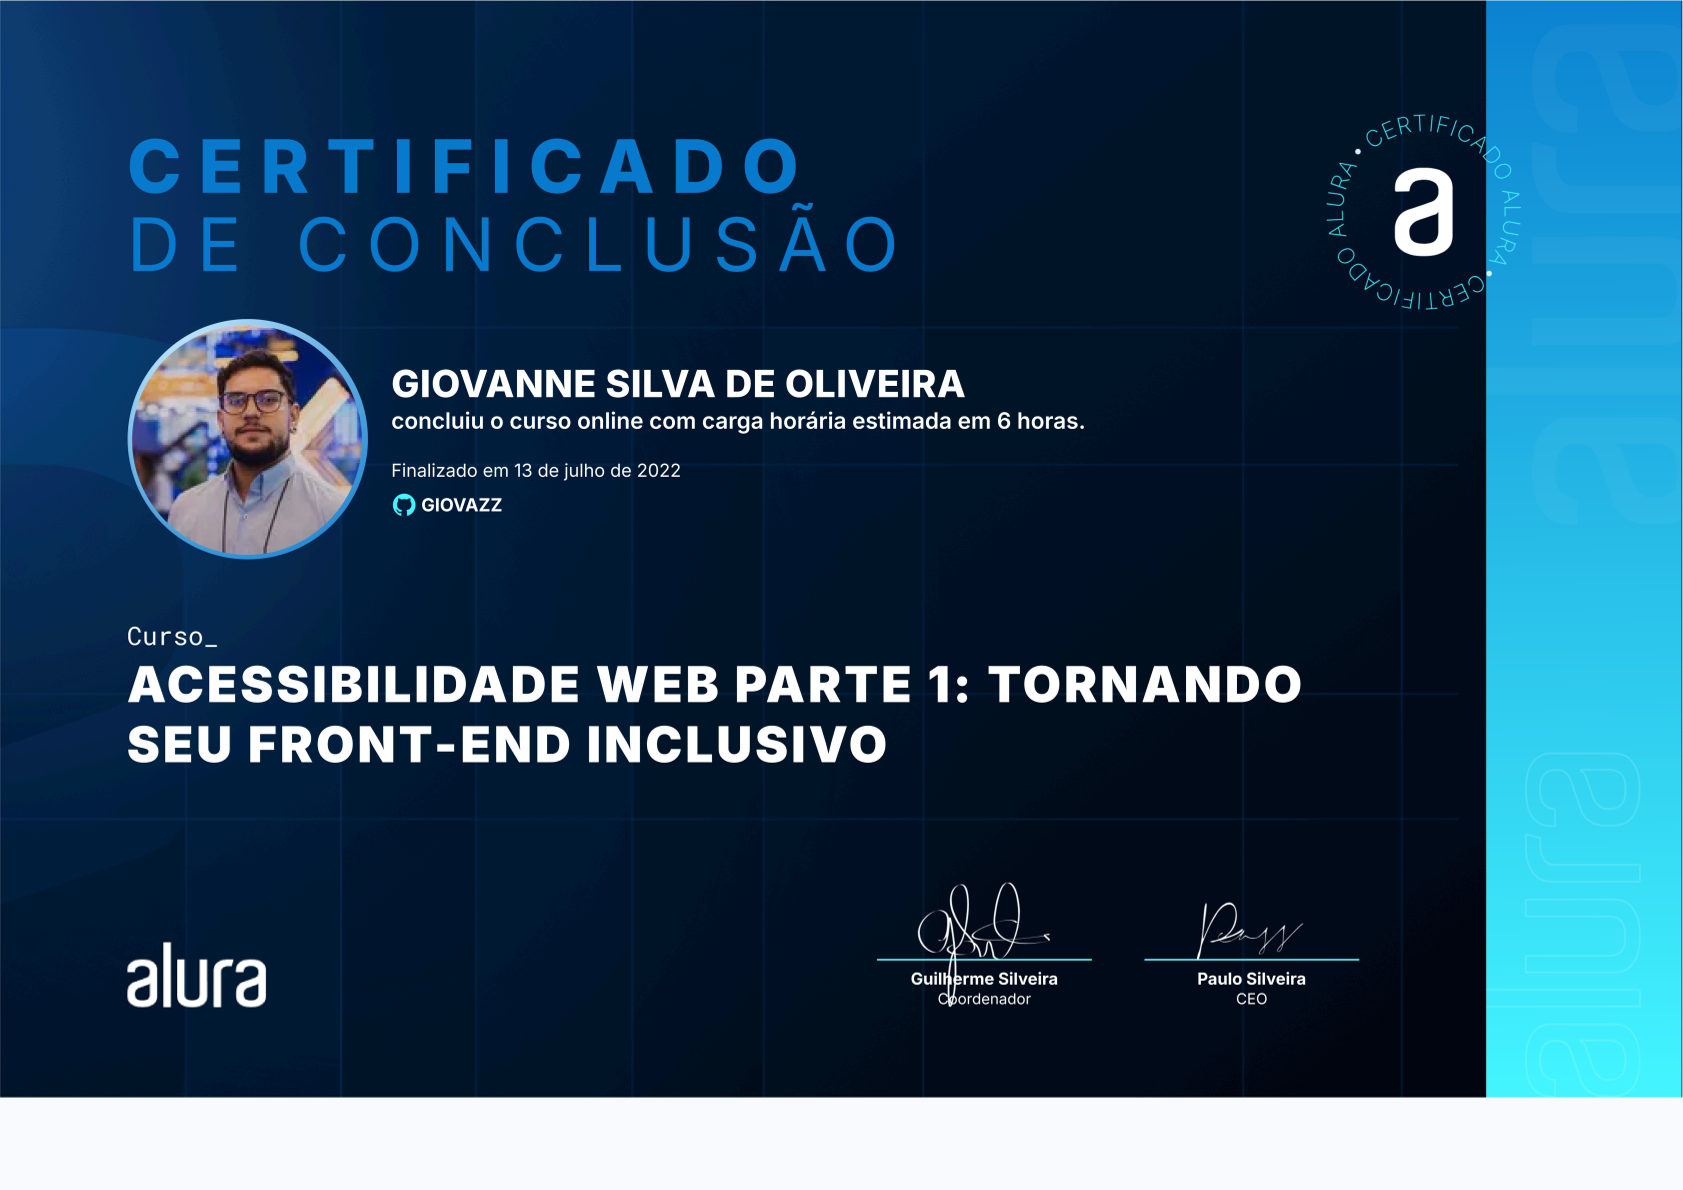 CERTIFICADO
DE CONCLUSÃO
CERTIFICADO ALURA • CERTIFICADO ALURA •
a
GIOVANNE SILVA DE OLIVEIRA
concluiu o curso online com carga horária estimada em 6 horas.
Finalizado em 13 de julho de 2022
GIOVAZZ
Curso_
ACESSIBILIDADE WEB PARTE 1: TORNANDO
SEU FRONT-END INCLUSIVO
alura
Guilherme Silveira
Coordenador
Paulo Silveira
CEO
alura
alura